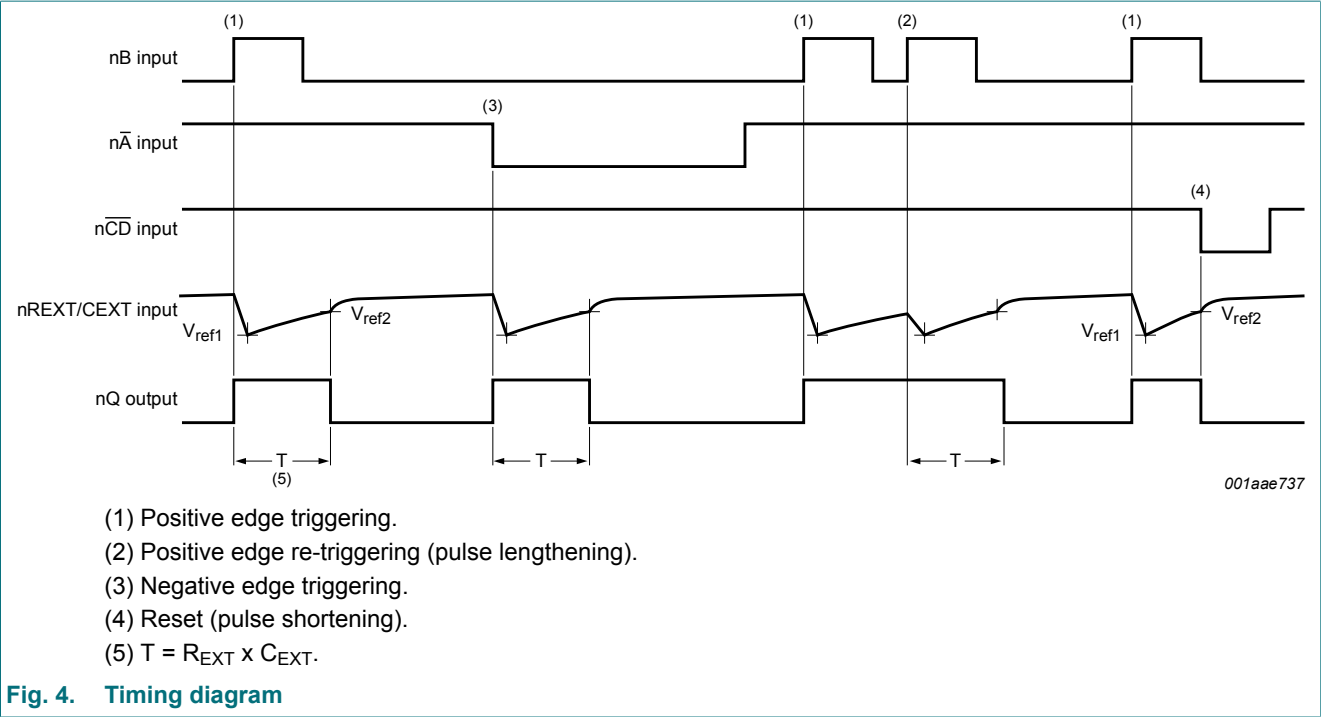 (1) (1) (2) (1)
nB input
(3)
nA̅ input
(4)
nC̅D̅ input
nREXT/CEXT input
Vref1 Vref2 Vref1 Vref2
nQ output
T T T
(5)
001aae737
(1) Positive edge triggering.
(2) Positive edge re-triggering (pulse lengthening).
(3) Negative edge triggering.
(4) Reset (pulse shortening).
(5) T = REXT x CEXT.
Fig. 4. Timing diagram